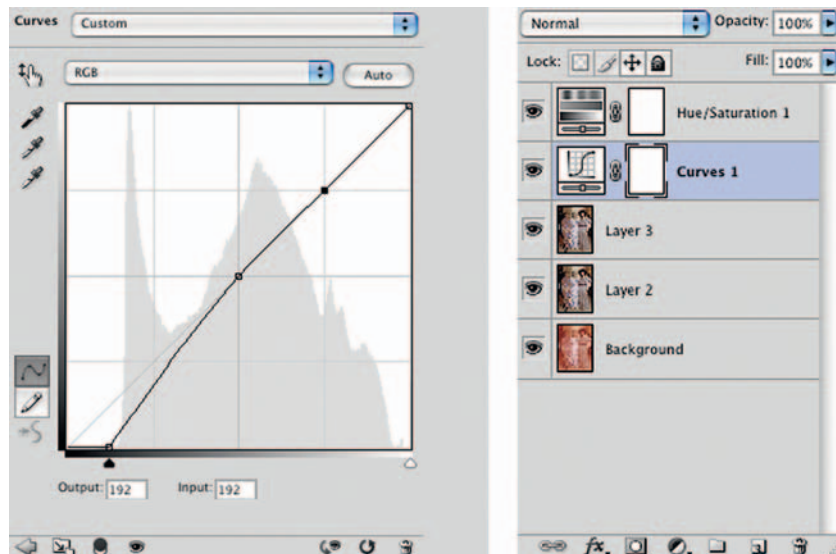 Curves Custom
RGB Auto
Output: 192 Input: 192
Normal Opacity: 100%
Lock: Fill: 100%
Hue/Saturation 1
Curves 1
Layer 3
Layer 2
Background
fx.